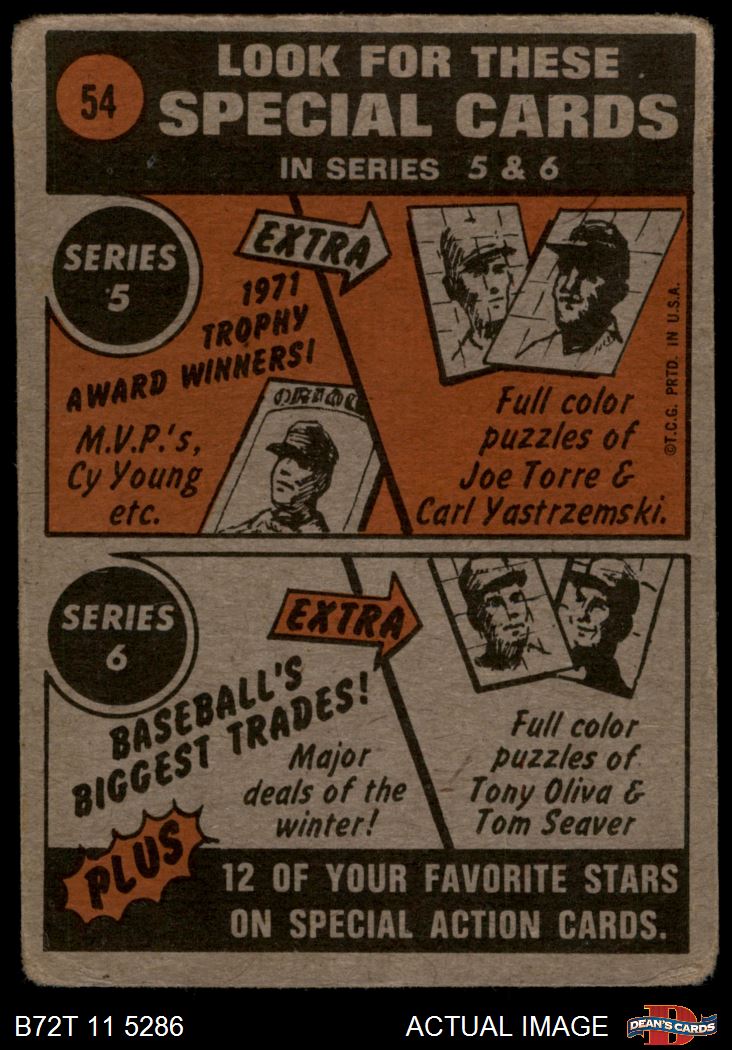 54
LOOK FOR THESE
SPECIAL CARDS
IN SERIES 5 & 6
SERIES
5
EXTRA
1971
TROPHY
AWARD WINNERS!
M.V.P.'s,
Cy Young
etc.
Full color
puzzles of
Joe Torre &
Carl Yastrzemski.
©T.C.G. PRTD. IN U.S.A.
SERIES
6
EXTRA
BASEBALL'S
BIGGEST TRADES!
Major
deals of the
winter!
Full color
puzzles of
Tony Oliva &
Tom Seaver
PLUS
12 OF YOUR FAVORITE STARS
ON SPECIAL ACTION CARDS.
B72T 11 5286
ACTUAL IMAGE
DEAN'S CARDS